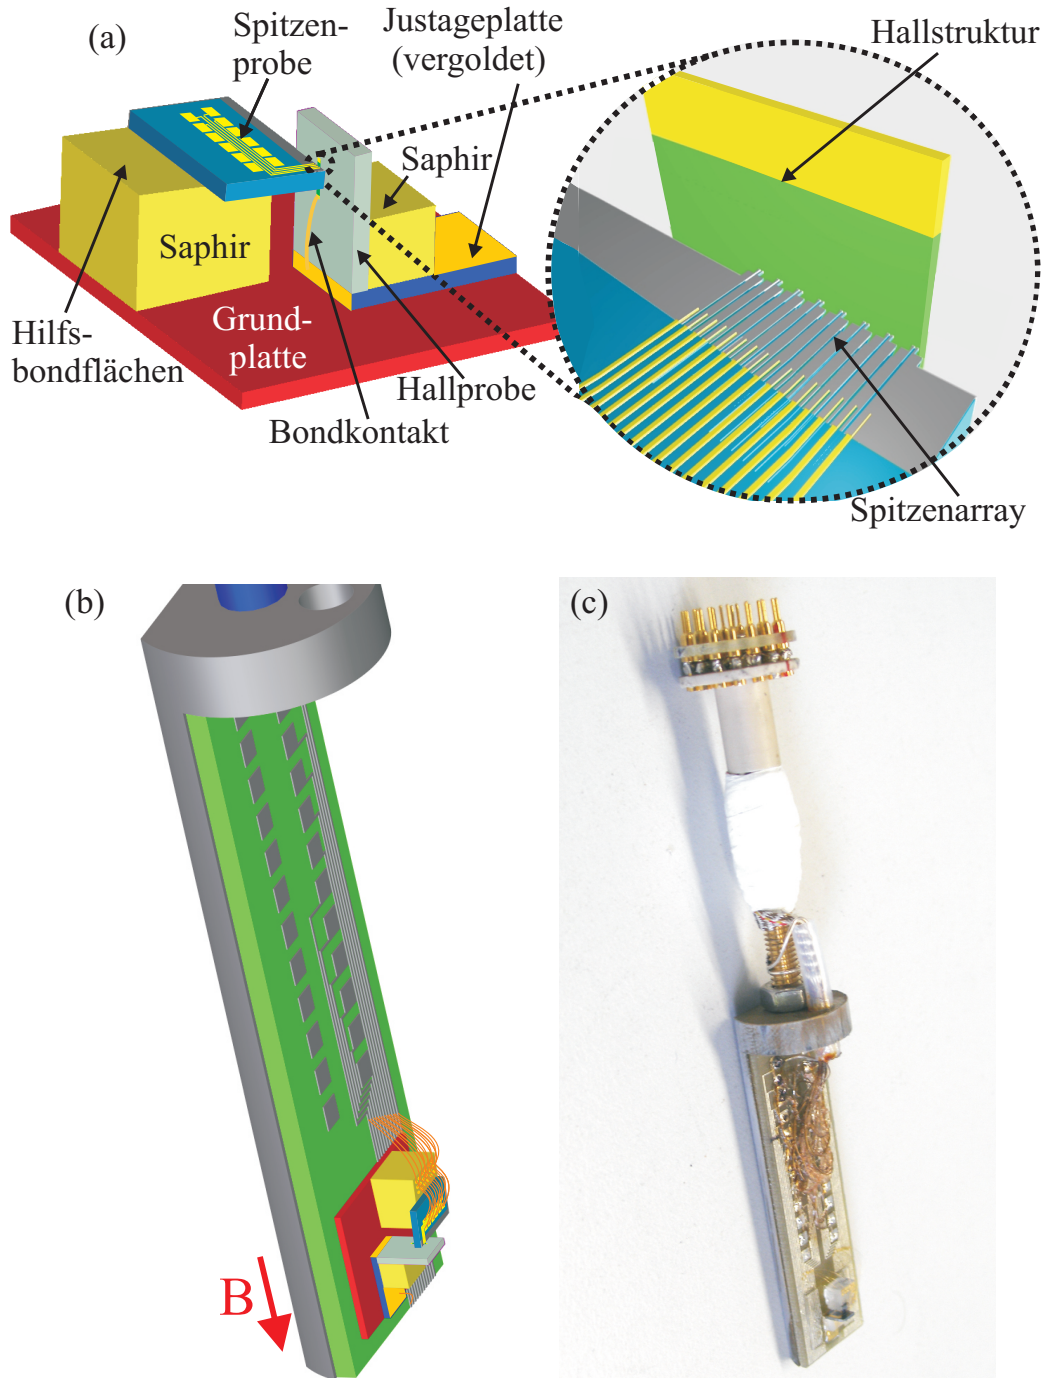 (a)
Spitzen-
probe
Justageplatte
(vergoldet)
Hallstruktur
Saphir
Saphir
Grund-
platte
Hilfs-
bondflächen
Hallprobe
Bondkontakt
Spitzenarray
(b)
(c)
B